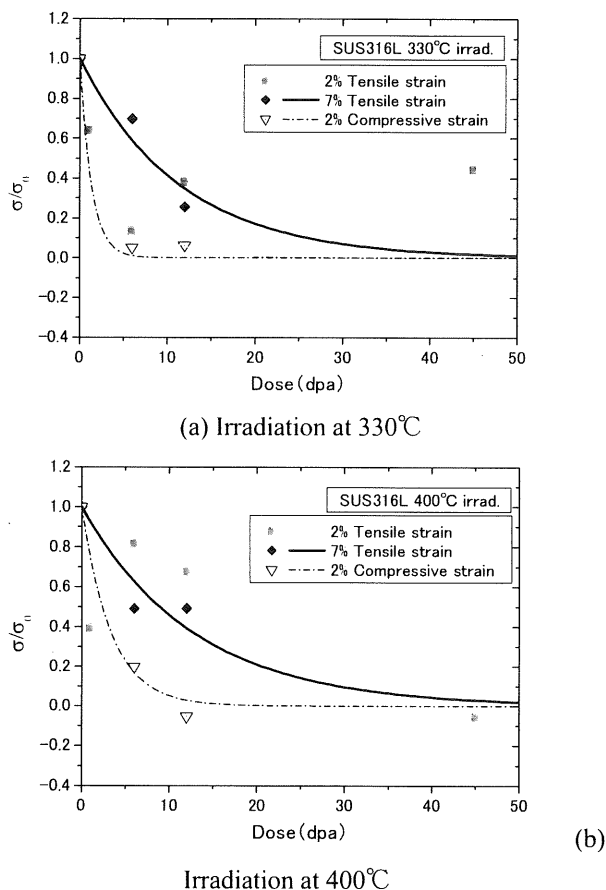 1.2
1.0
0.8
0.6
0.4
0.2
0.0
-0.2
-0.4
σ/σ₀
SUS316L 330℃ irrad.
2% Tensile strain
7% Tensile strain
2% Compressive strain
0 10 20 30 40 50
Dose(dpa)
(a) Irradiation at 330℃
1.2
1.0
0.8
0.6
0.4
0.2
0.0
-0.2
-0.4
σ/σ₀
SUS316L 400℃ irrad.
2% Tensile strain
7% Tensile strain
2% Compressive strain
0 10 20 30 40 50
Dose(dpa)
(b)
Irradiation at 400℃